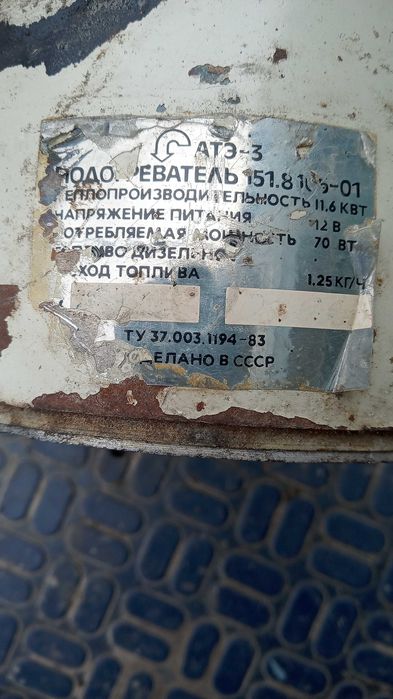 АТЭ-3
ПОДОГРЕВАТЕЛЬ 151.8106-01
ТЕПЛОПРОИЗВОДИТЕЛЬНОСТЬ 11.6 КВТ
НАПРЯЖЕНИЕ ПИТАНИЯ 12 В
ПОТРЕБЛЯЕМАЯ МОЩНОСТЬ 70 ВТ
ТОПЛИВО ДИЗЕЛЬНОЕ
РАСХОД ТОПЛИВА 1.25 КГ/Ч
ТУ 37.003.1194-83
СДЕЛАНО В СССР